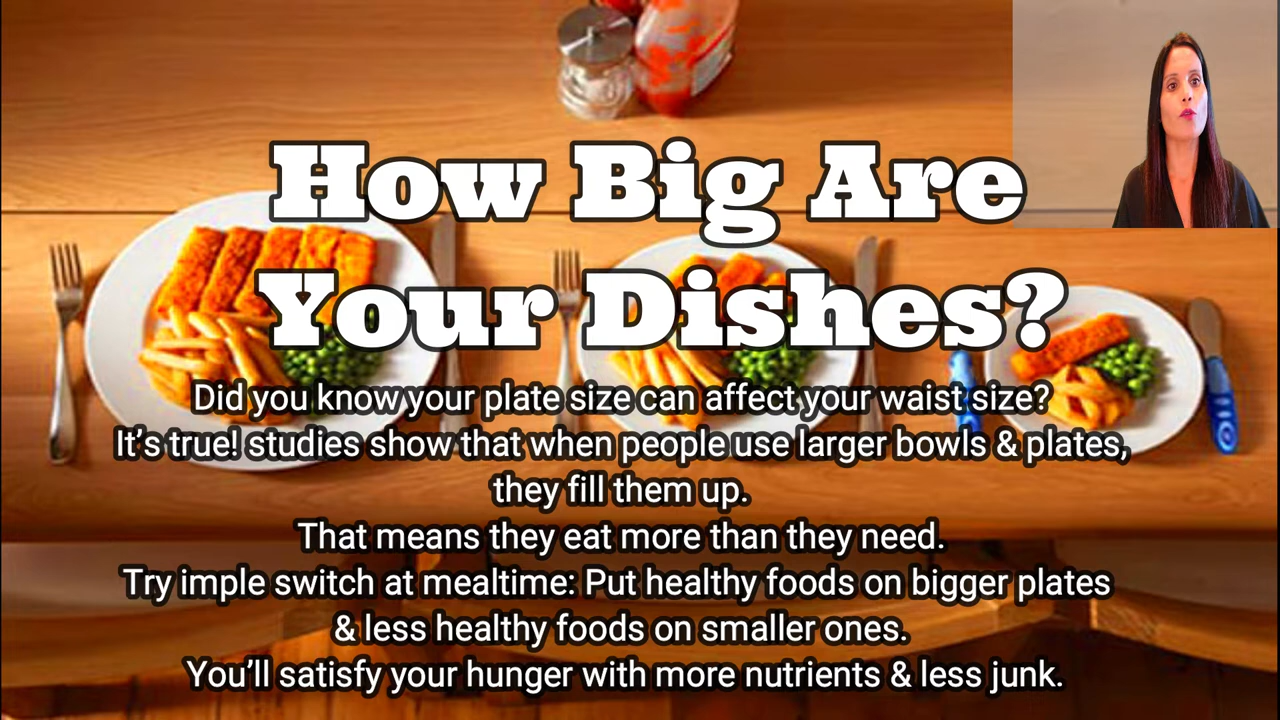 How Big Are
Your Dishes?
Did you know your plate size can affect your waist size?
It's true! studies show that when people use larger bowls & plates,
they fill them up.
That means they eat more than they need.
Try imple switch at mealtime: Put healthy foods on bigger plates
& less healthy foods on smaller ones.
You'll satisfy your hunger with more nutrients & less junk.